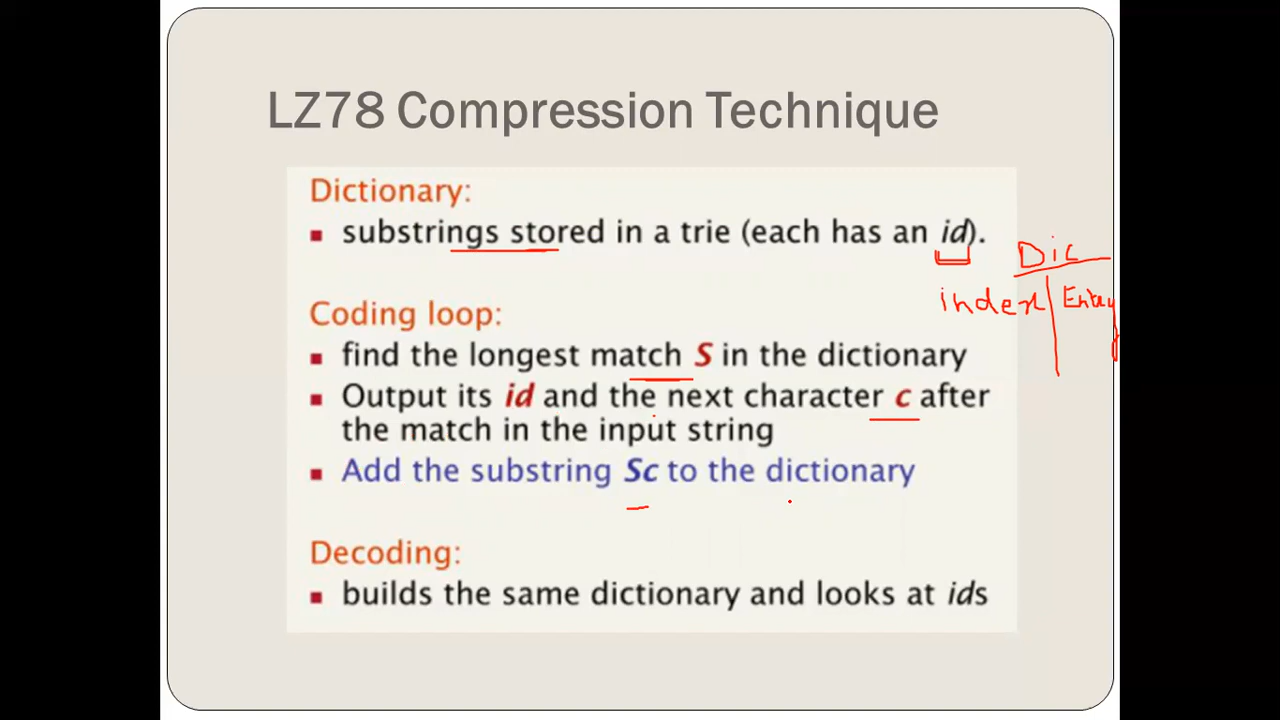 LZ78 Compression Technique
Dictionary:
substrings stored in a trie (each has an id).
Dic
index Entry
Coding loop:
find the longest match S in the dictionary
Output its id and the next character c after
the match in the input string
Add the substring Sc to the dictionary
Decoding:
builds the same dictionary and looks at ids